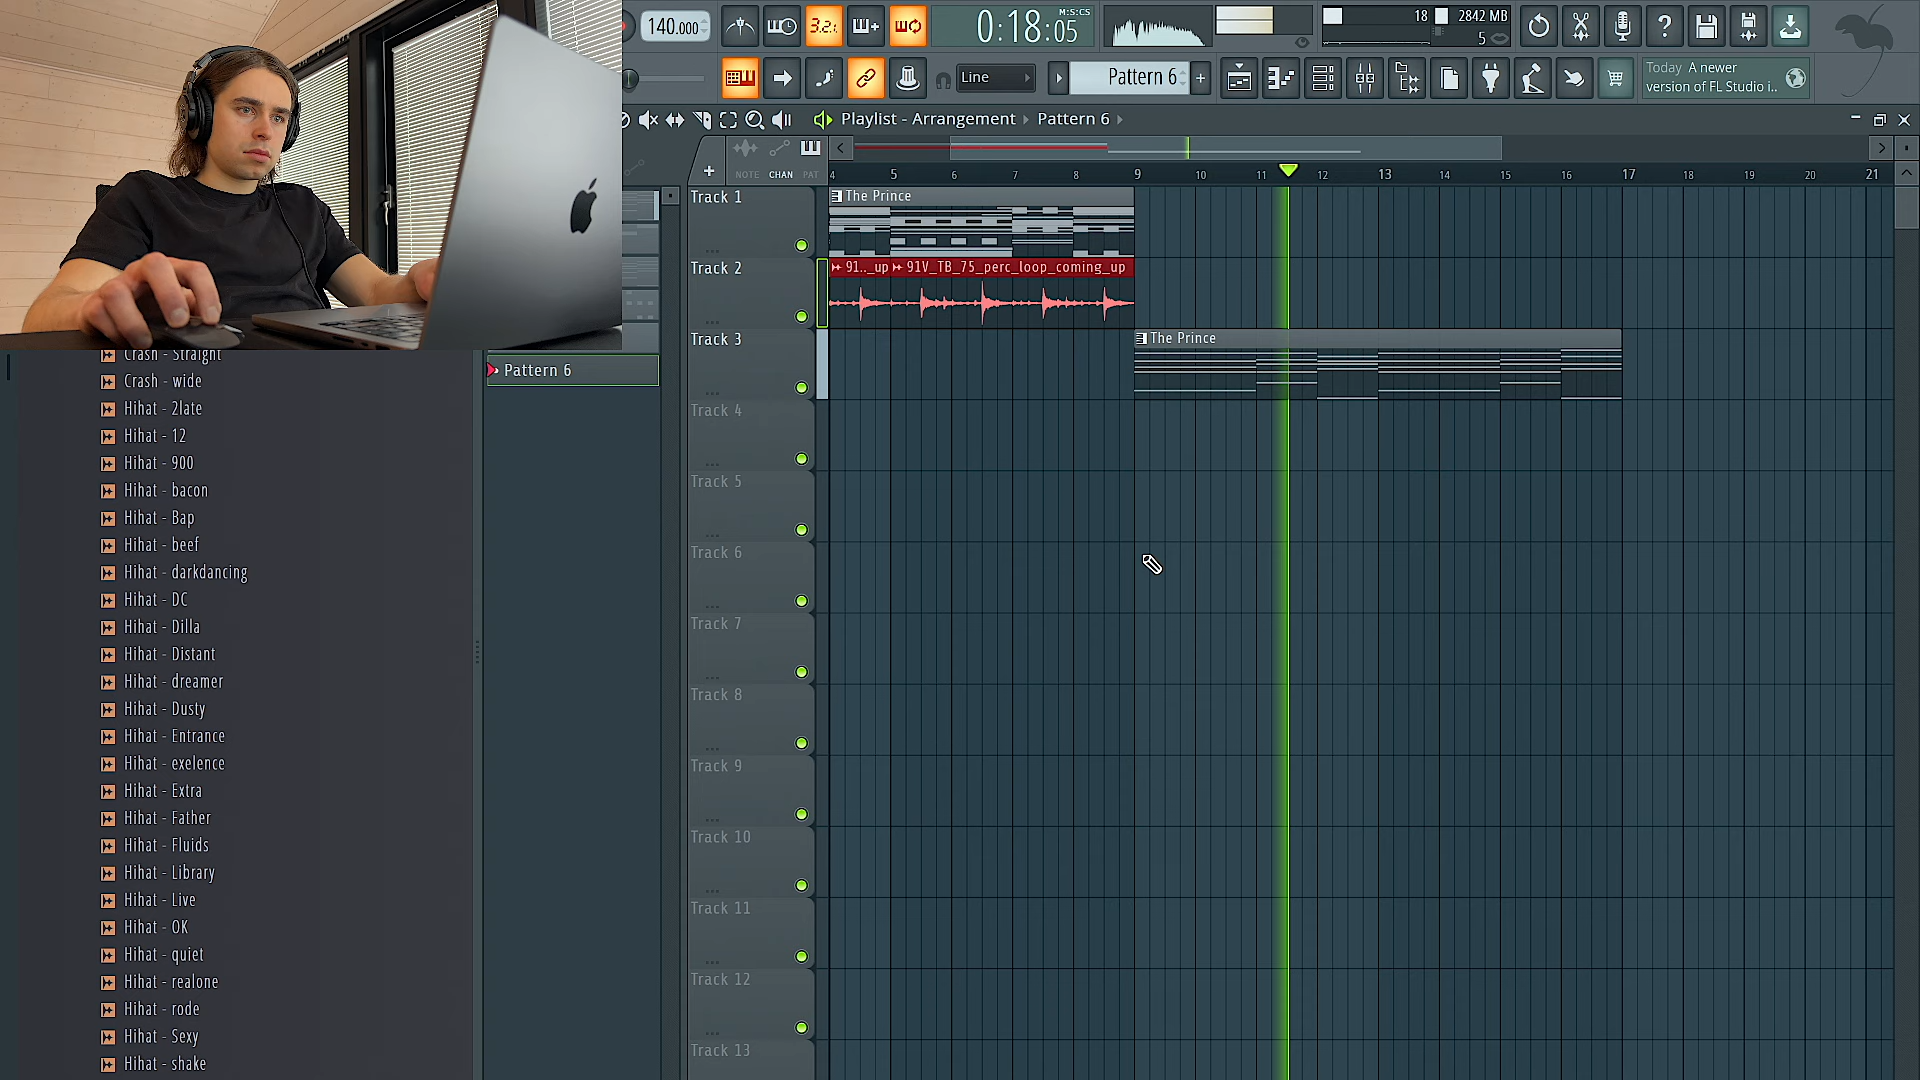 140.000
3.2.
0:18:05
M:S:CS
18
2842 MB
5
Line
Pattern 6
+
Today A newer
version of FL Studio i..
Playlist - Arrangement › Pattern 6 ›
NOTE CHAN PAT
4 5 6 7 8 9 10 11 12 13 14 15 16 17 18 19 20 21
Track 1
The Prince
Track 2
91.._up
91V_TB_75_perc_loop_coming_up
Track 3
The Prince
Track 4
Track 5
Track 6
Track 7
Track 8
Track 9
Track 10
Track 11
Track 12
Track 13
Pattern 6
Crash - Straight
Crash - wide
Hihat - 2late
Hihat - 12
Hihat - 900
Hihat - bacon
Hihat - Bap
Hihat - beef
Hihat - darkdancing
Hihat - DC
Hihat - Dilla
Hihat - Distant
Hihat - dreamer
Hihat - Dusty
Hihat - Entrance
Hihat - exelence
Hihat - Extra
Hihat - Father
Hihat - Fluids
Hihat - Library
Hihat - Live
Hihat - OK
Hihat - quiet
Hihat - realone
Hihat - rode
Hihat - Sexy
Hihat - shake